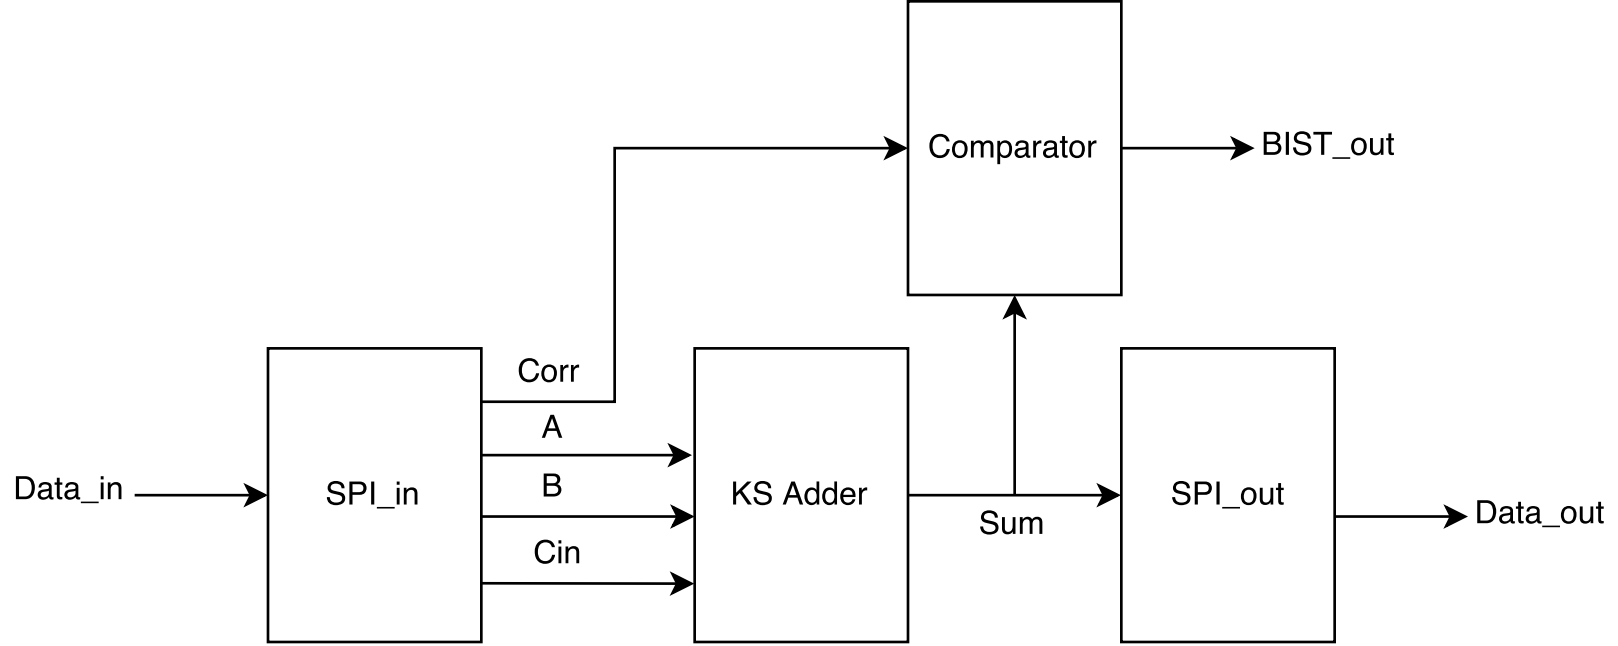 Comparator
BIST_out
Corr
A
B
Cin
Data_in
SPI_in
KS Adder
Sum
SPI_out
Data_out